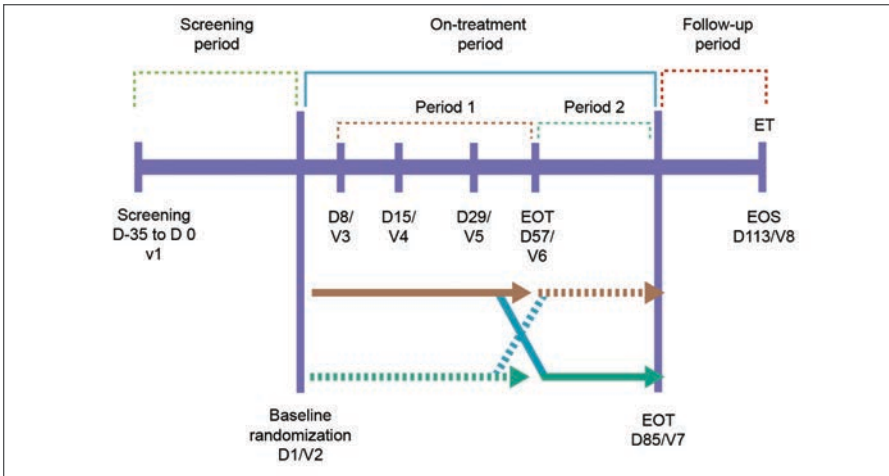 Screening
period
On-treatment
period
Follow-up
period
Period 1
Period 2
ET
Screening
D-35 to D 0
v1
D8/
V3
D15/
V4
D29/
V5
EOT
D57/
V6
EOS
D113/V8
Baseline
randomization
D1/V2
EOT
D85/V7